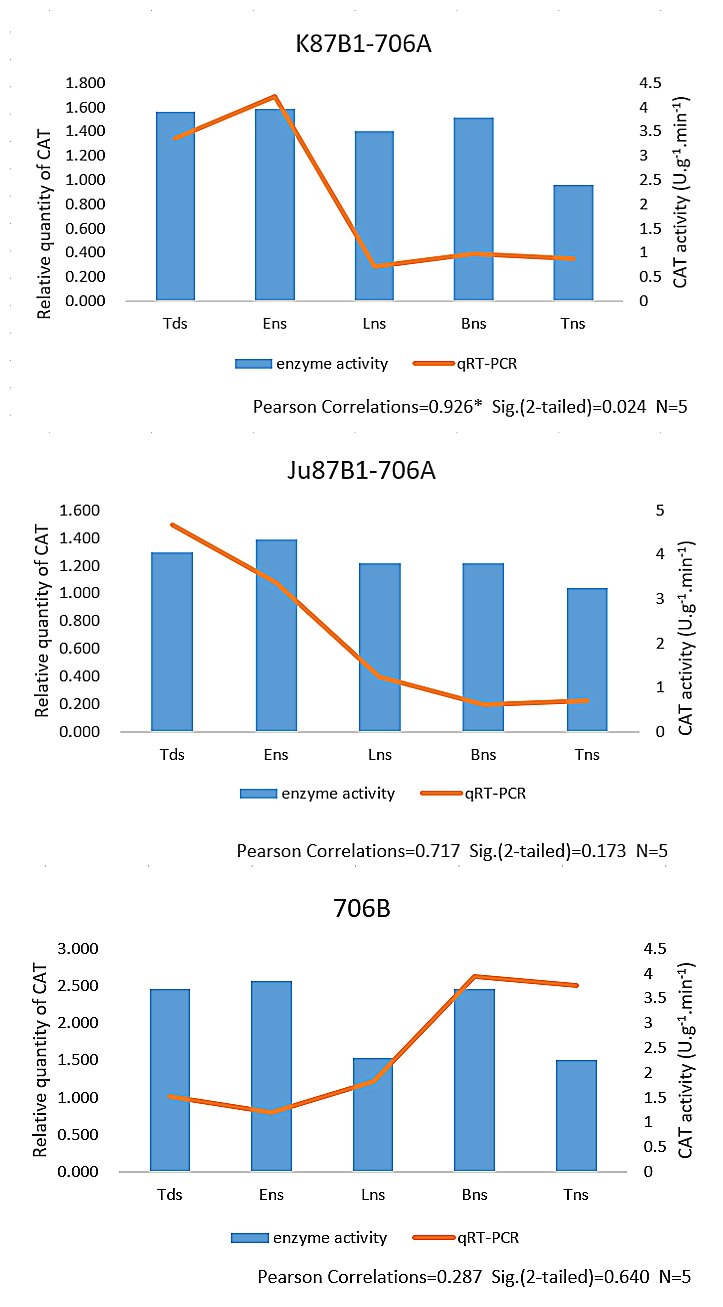 K87B1-706A
Relative quantity of CAT
1.800
1.600
1.400
1.200
1.000
0.800
0.600
0.400
0.200
0.000
4.5
4
3.5
3
2.5
2
1.5
1
0.5
0
CAT activity (U.g⁻¹.min⁻¹)
Tds Ens Lns Bns Tns
enzyme activity qRT-PCR
Pearson Correlations=0.926* Sig.(2-tailed)=0.024 N=5
Ju87B1-706A
Relative quantity of CAT
1.600
1.400
1.200
1.000
0.800
0.600
0.400
0.200
0.000
5
4
3
2
1
0
CAT activity (U.g⁻¹.min⁻¹)
Tds Ens Lns Bns Tns
enzyme activity qRT-PCR
Pearson Correlations=0.717 Sig.(2-tailed)=0.173 N=5
706B
Relative quantity of CAT
3.000
2.500
2.000
1.500
1.000
0.500
0.000
4.5
4
3.5
3
2.5
2
1.5
1
0.5
0
CAT activity (U.g⁻¹.min⁻¹)
Tds Ens Lns Bns Tns
enzyme activity qRT-PCR
Pearson Correlations=0.287 Sig.(2-tailed)=0.640 N=5